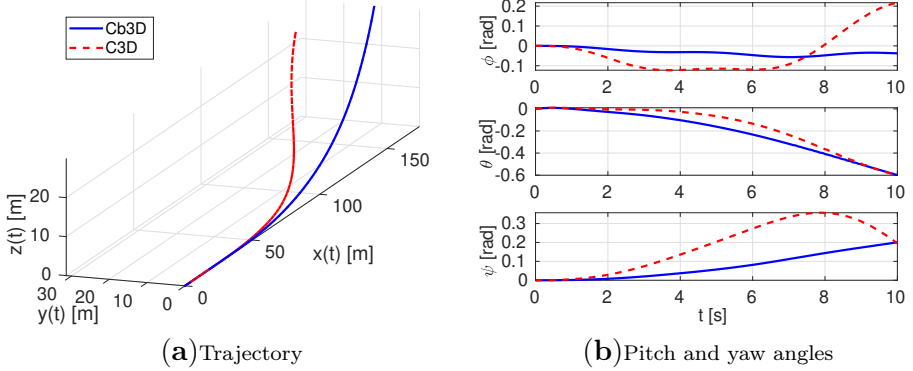 Cb3D
C3D
z(t) [m]
20
10
0
30
20
10
0
y(t) [m]
0
50
100
150
x(t) [m]
(a)Trajectory
ϕ [rad]
0.2
0.1
0
-0.1
0 2 4 6 8 10
θ [rad]
0
-0.2
-0.4
-0.6
0 2 4 6 8 10
ψ [rad]
0.3
0.2
0.1
0
0 2 4 6 8 10
t [s]
(b)Pitch and yaw angles